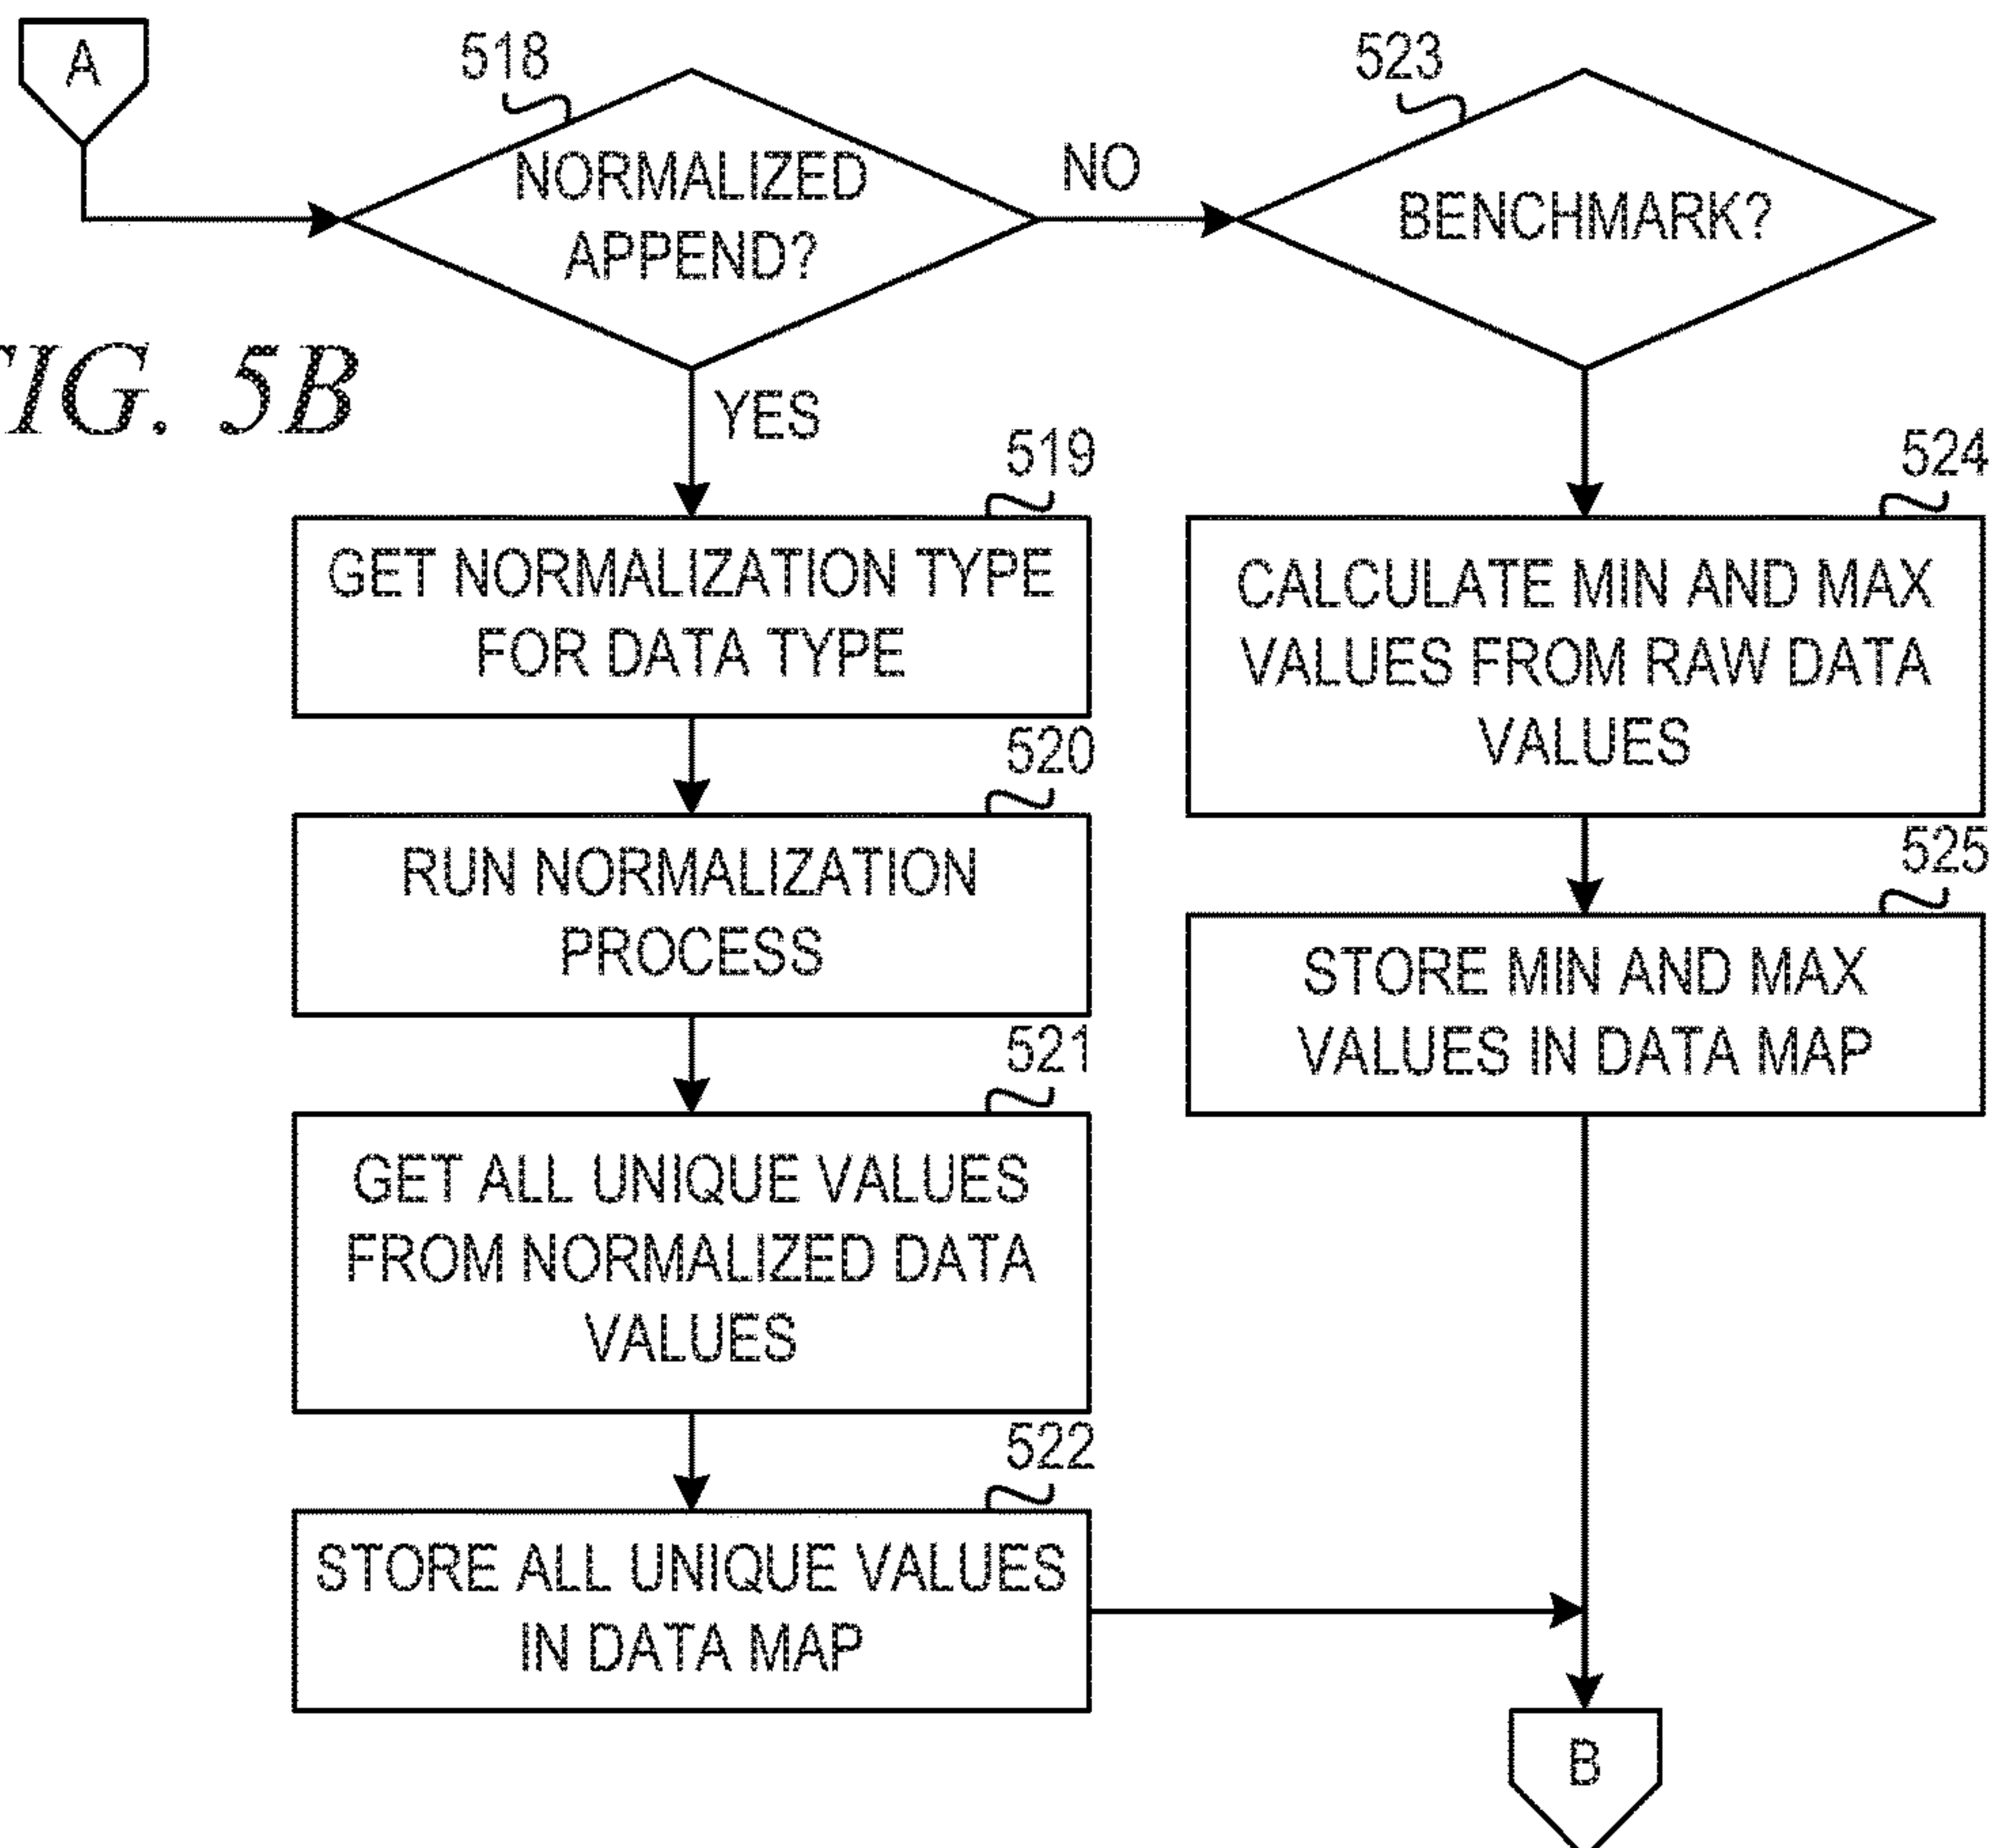 A
518
NORMALIZED
APPEND?
NO
523
BENCHMARK?
FIG. 5B
YES
519
GET NORMALIZATION TYPE
FOR DATA TYPE
524
CALCULATE MIN AND MAX
VALUES FROM RAW DATA
VALUES
520
RUN NORMALIZATION
PROCESS
525
STORE MIN AND MAX
VALUES IN DATA MAP
521
GET ALL UNIQUE VALUES
FROM NORMALIZED DATA
VALUES
522
STORE ALL UNIQUE VALUES
IN DATA MAP
B